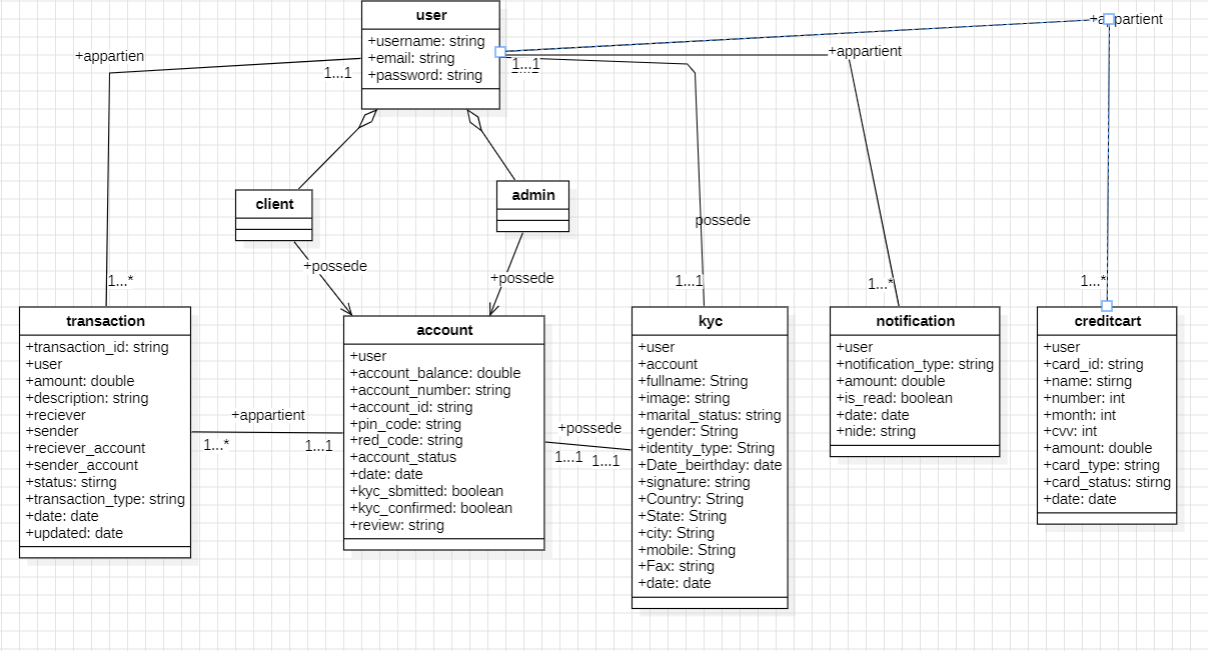 user
+username: string
+email: string
+password: string
+appartien
1...1
1...1
+appartient
+appartient
client
admin
+possede
+possede
possede
1...*
1...1
1...*
1...*
transaction
+transaction_id: string
+user
+amount: double
+description: string
+reciever
+sender
+reciever_account
+sender_account
+status: stirng
+transaction_type: string
+date: date
+updated: date
+appartient
1...*
1...1
account
+user
+account_balance: double
+account_number: string
+account_id: string
+pin_code: string
+red_code: string
+account_status
+date: date
+kyc_sbmitted: boolean
+kyc_confirmed: boolean
+review: string
+possede
1...1
1...1
kyc
+user
+account
+fullname: String
+image: string
+marital_status: string
+gender: String
+identity_type: String
+Date_beirthday: date
+signature: string
+Country: String
+State: String
+city: String
+mobile: String
+Fax: string
+date: date
notification
+user
+notification_type: string
+amount: double
+is_read: boolean
+date: date
+nide: string
creditcart
+user
+card_id: string
+name: stirng
+number: int
+month: int
+cvv: int
+amount: double
+card_type: string
+card_status: stirng
+date: date